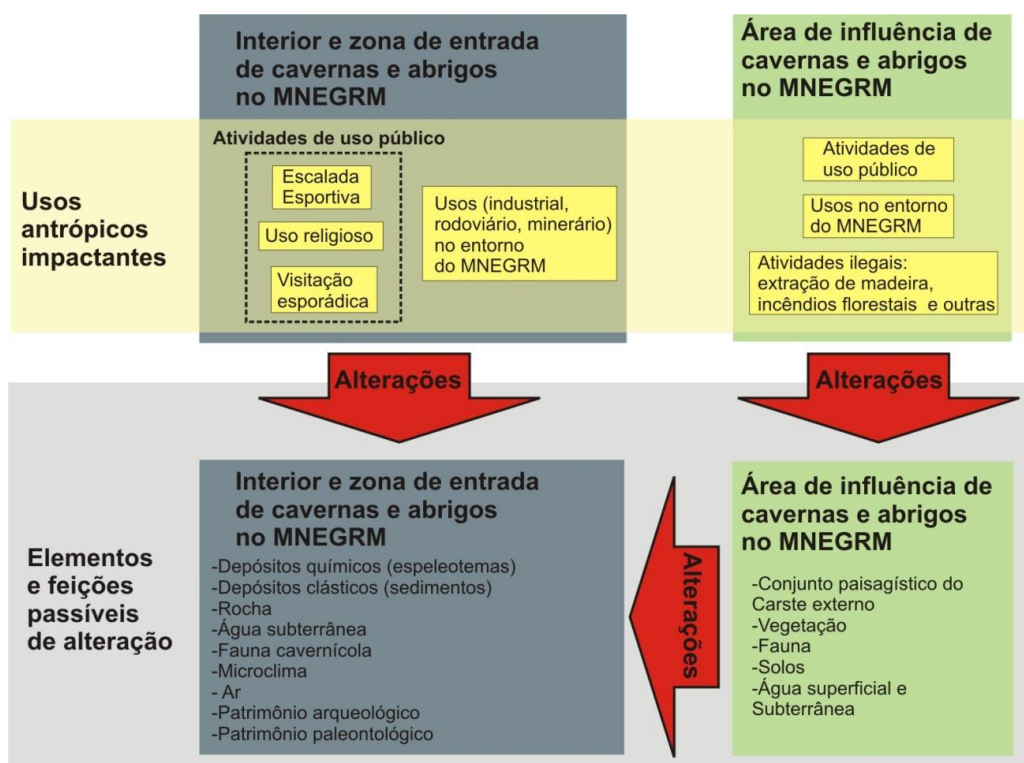 Interior e zona de entrada
de cavernas e abrigos
no MNEGRM
Área de influência de
cavernas e abrigos
no MNEGRM
Usos
antrópicos
impactantes
Atividades de uso público
Escalada
Esportiva
Uso religioso
Visitação
esporádica
Usos (industrial,
rodoviário, minerário)
no entorno
do MNEGRM
Atividades de
uso público
Usos no entorno
do MNEGRM
Atividades ilegais:
extração de madeira,
incêndios florestais e outras
Alterações
Alterações
Elementos
e feições
passíveis
de alteração
Interior e zona de entrada
de cavernas e abrigos
no MNEGRM
-Depósitos químicos (espeleotemas)
-Depósitos clásticos (sedimentos)
-Rocha
-Água subterrânea
-Fauna cavernícola
-Microclima
- Ar
-Patrimônio arqueológico
-Patrimônio paleontológico
Alterações
Área de influência de
cavernas e abrigos
no MNEGRM
-Conjunto paisagístico do
Carste externo
-Vegetação
-Fauna
-Solos
-Água superficial e
Subterrânea